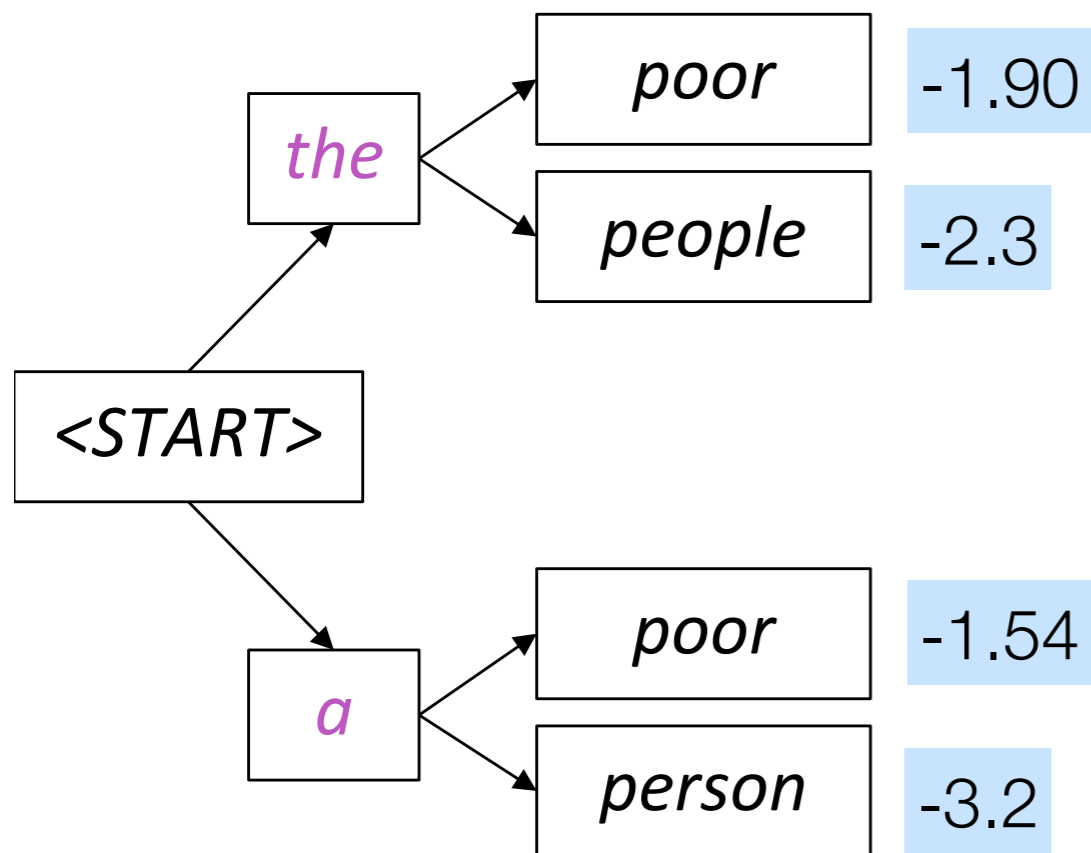 poor -1.90
the
people -2.3
<START>
poor -1.54
a
person -3.2